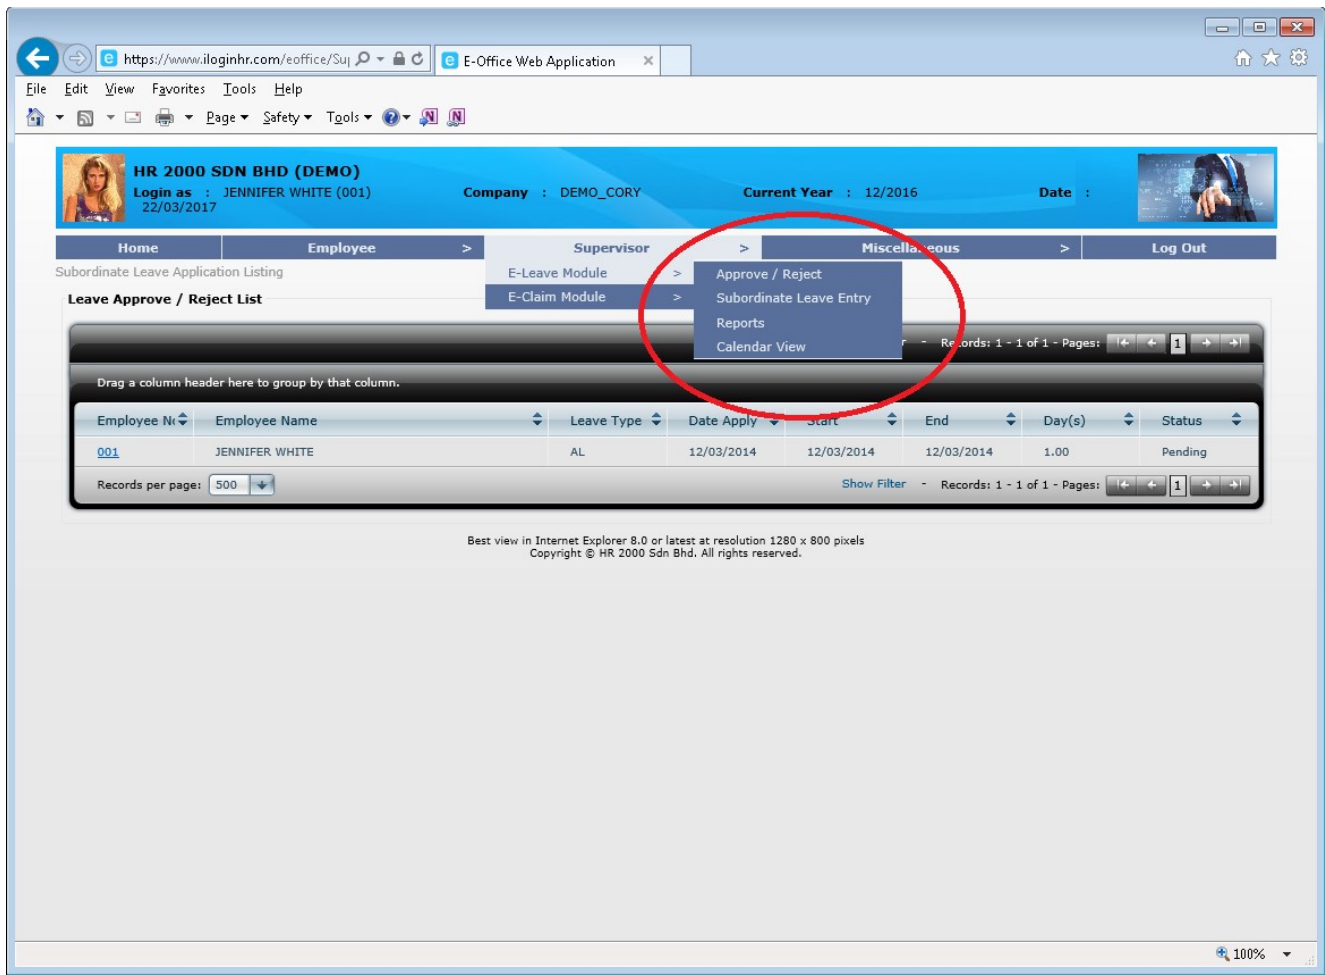 https://www.iloginhr.com/eoffice/Su
E-Office Web Application
File Edit View Favorites Tools Help
Page Safety Tools
HR 2000 SDN BHD (DEMO)
Login as : JENNIFER WHITE (001) Company : DEMO_CORY Current Year : 12/2016 Date :
22/03/2017
Home Employee > Supervisor > Miscellaneous > Log Out
Subordinate Leave Application Listing
E-Leave Module > Approve / Reject
E-Claim Module > Subordinate Leave Entry
Reports
Calendar View
Leave Approve / Reject List
- Records: 1 - 1 of 1 - Pages: 1
Drag a column header here to group by that column.
Employee Name Leave Type Date Apply Start End Day(s) Status
001 JENNIFER WHITE AL 12/03/2014 12/03/2014 12/03/2014 1.00 Pending
Records per page: 500 Show Filter - Records: 1 - 1 of 1 - Pages: 1
Best view in Internet Explorer 8.0 or latest at resolution 1280 x 800 pixels
Copyright © HR 2000 Sdn Bhd. All rights reserved.
100%